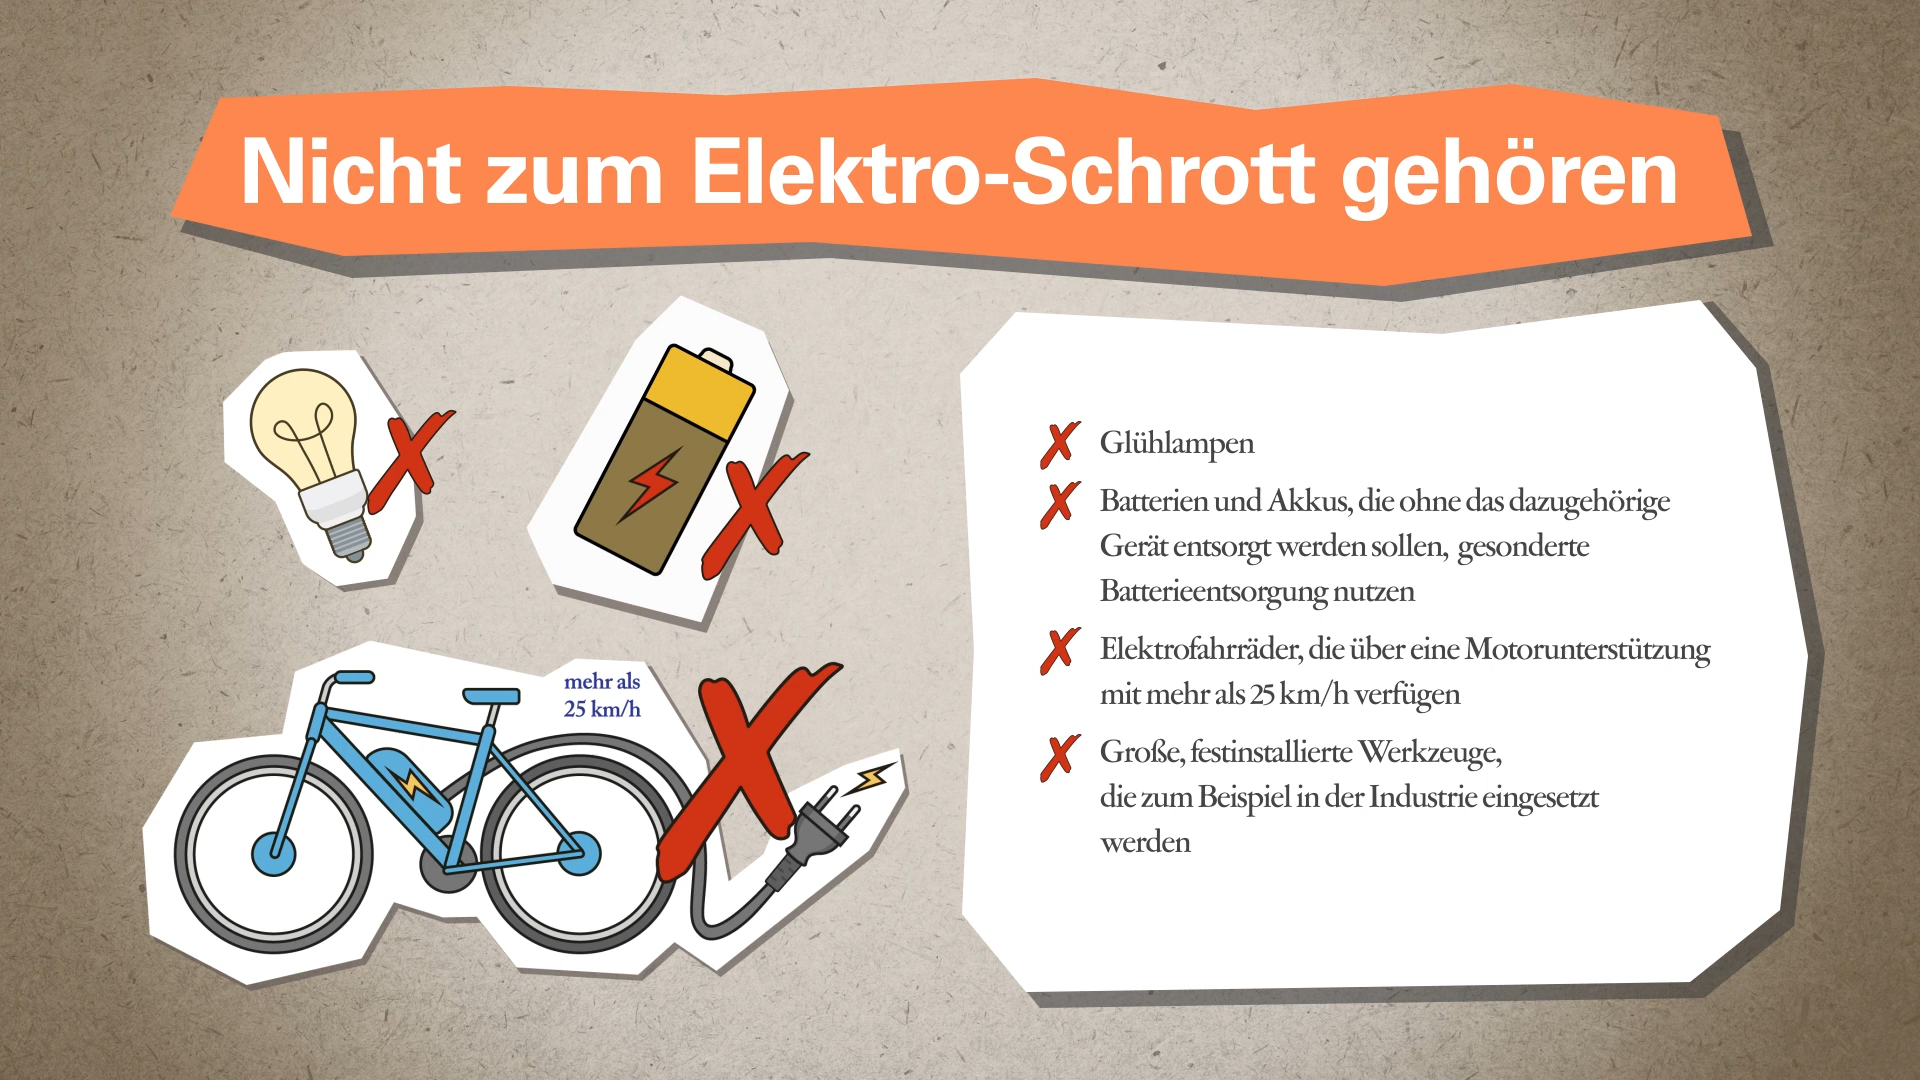 Nicht zum Elektro-Schrott gehören
mehr als
25 km/h
Glühlampen
Batterien und Akkus, die ohne das dazugehörige
Gerät entsorgt werden sollen, gesonderte
Batterieentsorgung nutzen
Elektrofahrräder, die über eine Motorunterstützung
mit mehr als 25 km/h verfügen
Große, festinstallierte Werkzeuge,
die zum Beispiel in der Industrie eingesetzt
werden